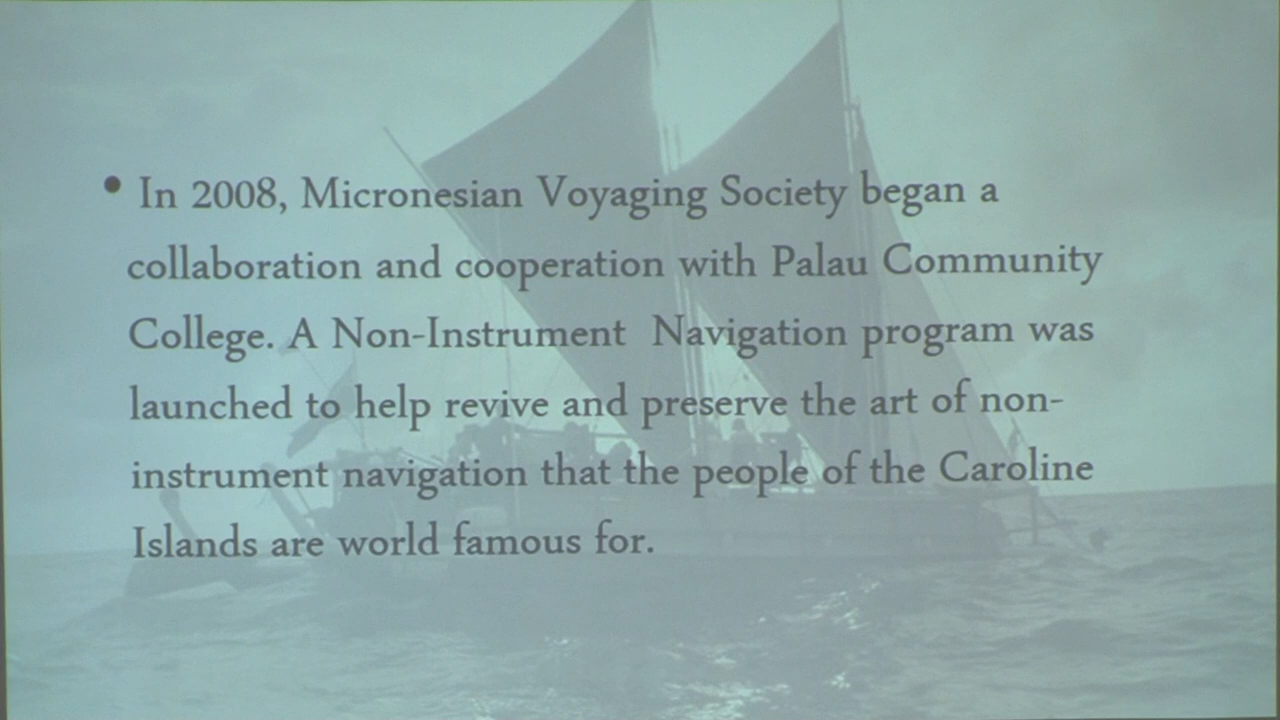 • In 2008, Micronesian Voyaging Society began a
collaboration and cooperation with Palau Community
College. A Non-Instrument Navigation program was
launched to help revive and preserve the art of non-
instrument navigation that the people of the Caroline
Islands are world famous for.